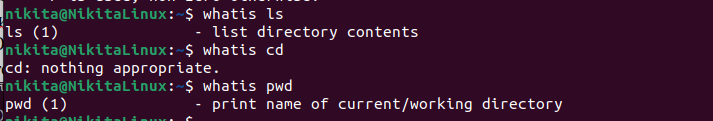 nikita@NikitaLinux:~$ whatis ls
ls (1)               - list directory contents
nikita@NikitaLinux:~$ whatis cd
cd: nothing appropriate.
nikita@NikitaLinux:~$ whatis pwd
pwd (1)              - print name of current/working directory
nikita@NikitaLinux:~$